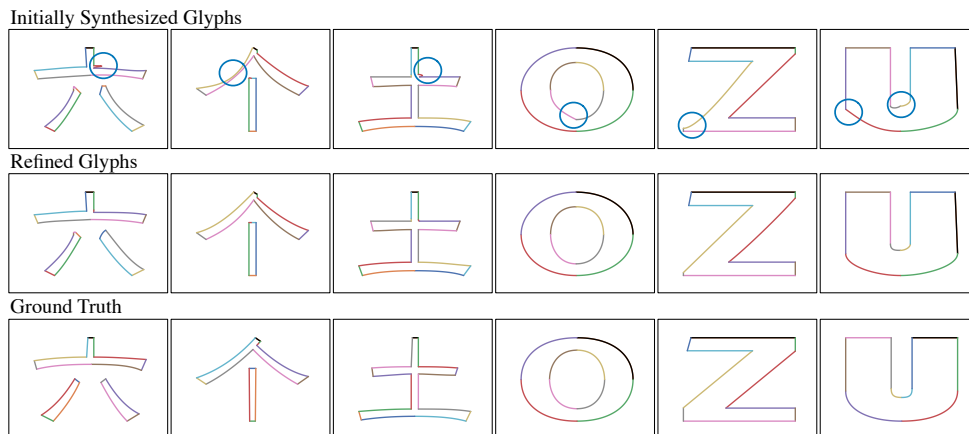 Initially Synthesized Glyphs
六 个 土 O Z U
Refined Glyphs
六 个 土 O Z U
Ground Truth
六 个 土 O Z U